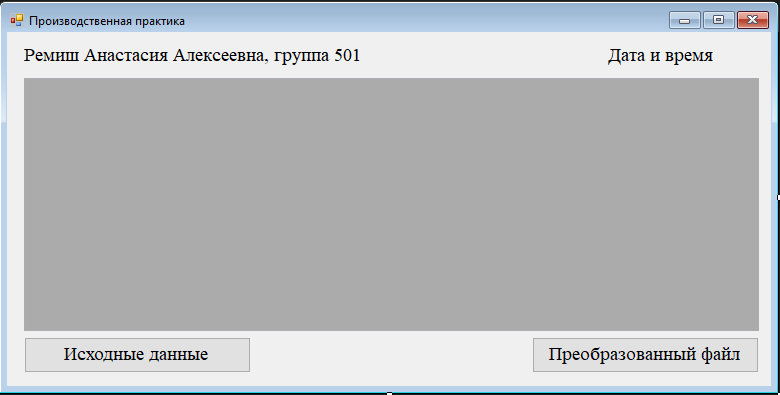 Производственная практика
Ремиш Анастасия Алексеевна, группа 501
Дата и время
Исходные данные
Преобразованный файл